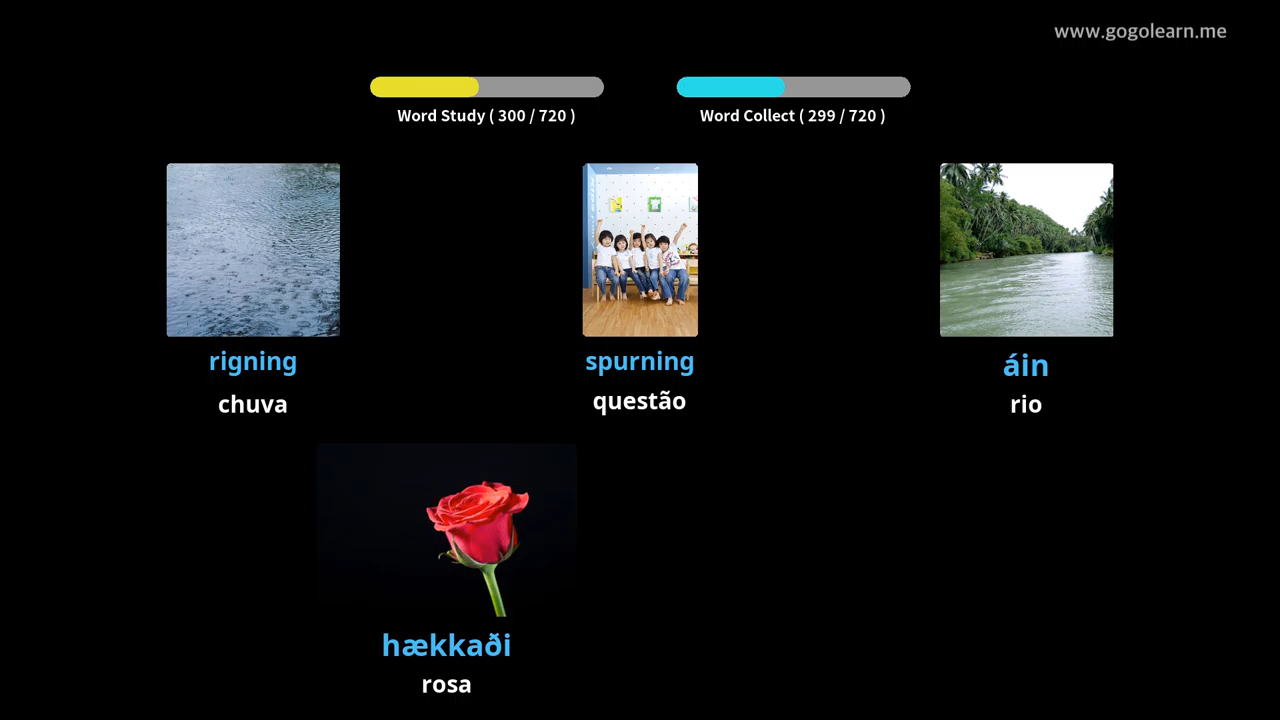 www.gogolearn.me
Word Study ( 300 / 720 )
Word Collect ( 299 / 720 )
rigning
spurning
áin
chuva
questão
rio
hækkaði
rosa